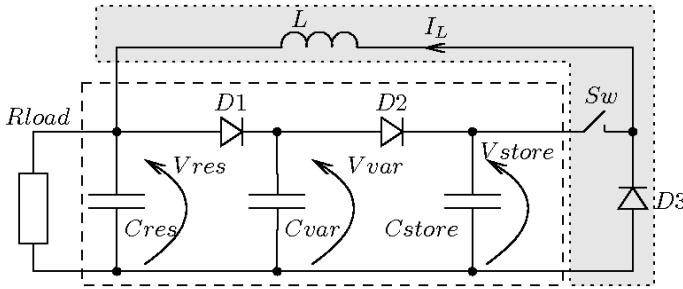 L
I_L
D1
D2
Sw
Rload
Vres
Vvar
Vstore
Cres
Cvar
Cstore
D3